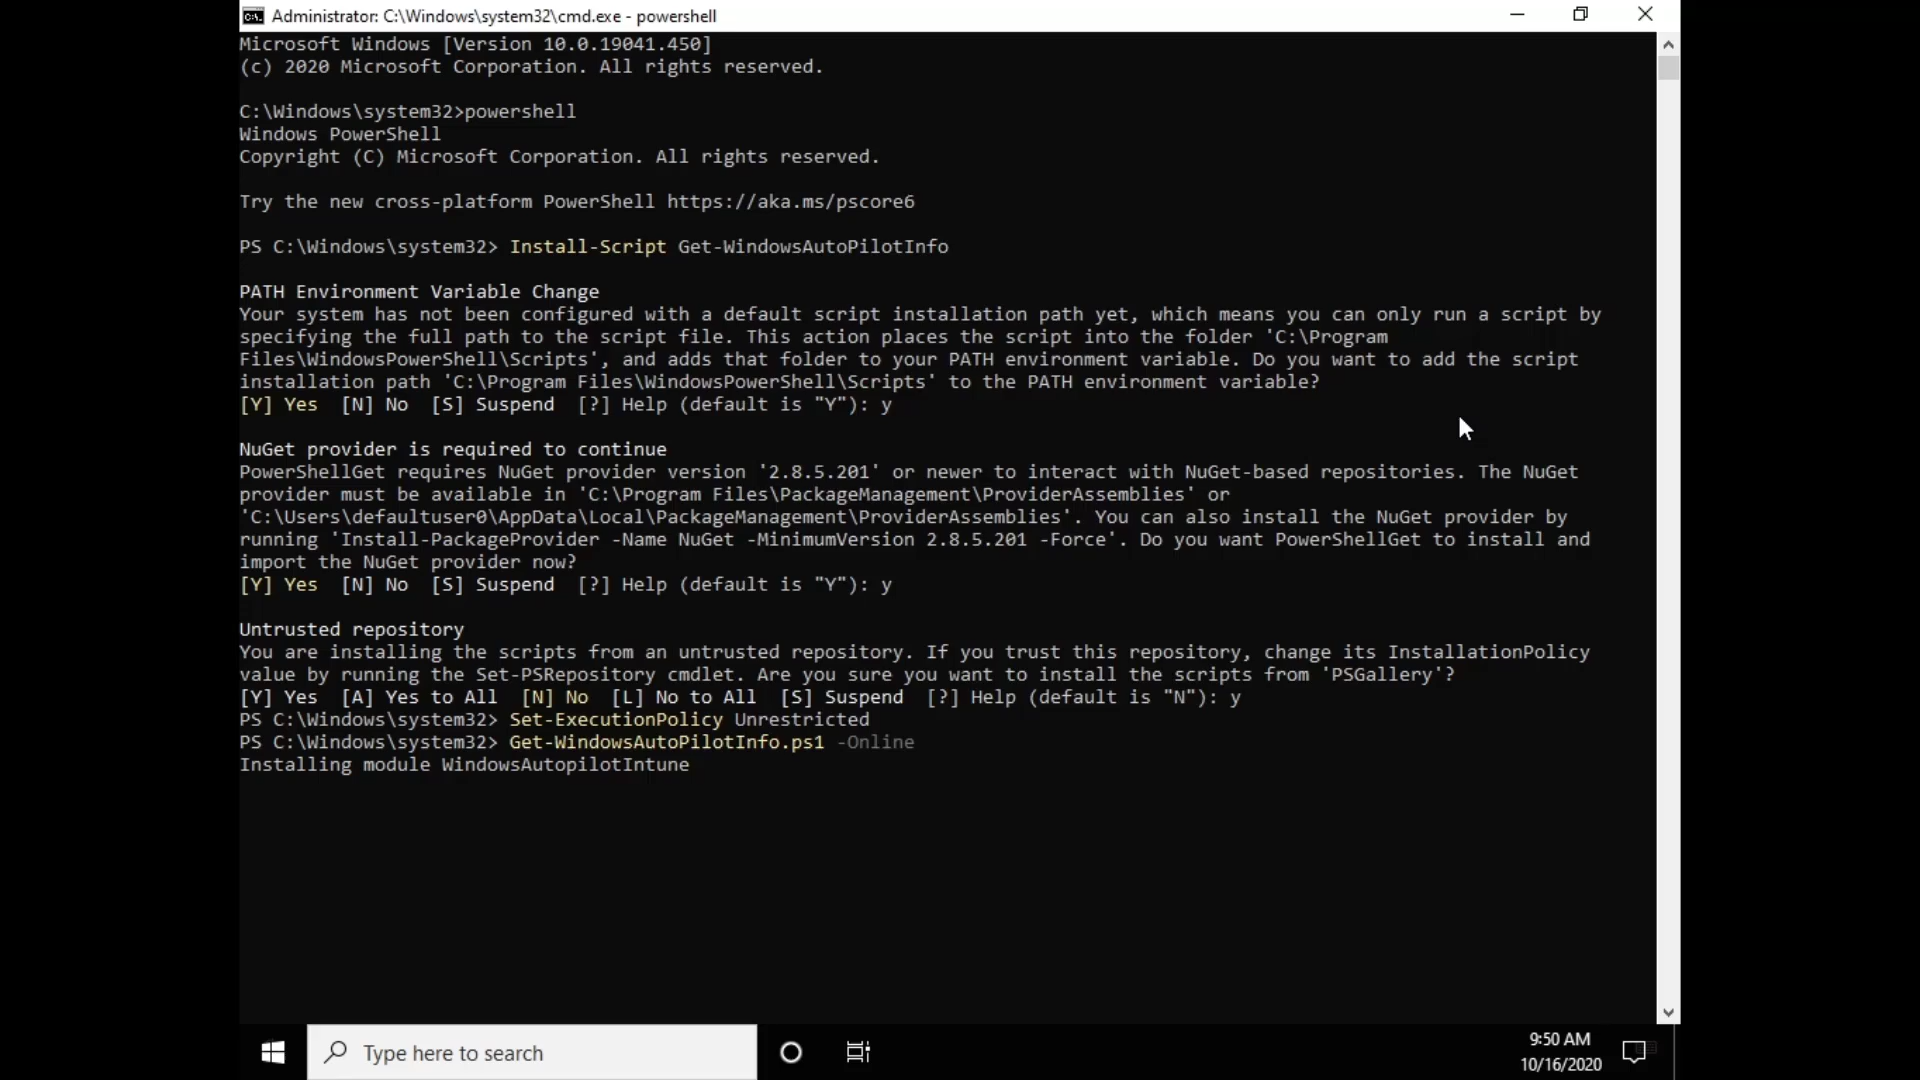 Administrator: C:\Windows\system32\cmd.exe - powershell
Microsoft Windows [Version 10.0.19041.450]
(c) 2020 Microsoft Corporation. All rights reserved.
C:\Windows\system32>powershell
Windows PowerShell
Copyright (C) Microsoft Corporation. All rights reserved.
Try the new cross-platform PowerShell https://aka.ms/pscore6
PS C:\Windows\system32> Install-Script Get-WindowsAutoPilotInfo
PATH Environment Variable Change
Your system has not been configured with a default script installation path yet, which means you can only run a script by
specifying the full path to the script file. This action places the script into the folder 'C:\Program
Files\WindowsPowerShell\Scripts', and adds that folder to your PATH environment variable. Do you want to add the script
installation path 'C:\Program Files\WindowsPowerShell\Scripts' to the PATH environment variable?
[Y] Yes  [N] No  [S] Suspend  [?] Help (default is "Y"): y
NuGet provider is required to continue
PowerShellGet requires NuGet provider version '2.8.5.201' or newer to interact with NuGet-based repositories. The NuGet
provider must be available in 'C:\Program Files\PackageManagement\ProviderAssemblies' or
'C:\Users\defaultuser0\AppData\Local\PackageManagement\ProviderAssemblies'. You can also install the NuGet provider by
running 'Install-PackageProvider -Name NuGet -MinimumVersion 2.8.5.201 -Force'. Do you want PowerShellGet to install and
import the NuGet provider now?
[Y] Yes  [N] No  [S] Suspend  [?] Help (default is "Y"): y
Untrusted repository
You are installing the scripts from an untrusted repository. If you trust this repository, change its InstallationPolicy
value by running the Set-PSRepository cmdlet. Are you sure you want to install the scripts from 'PSGallery'?
[Y] Yes  [A] Yes to All  [N] No  [L] No to All  [S] Suspend  [?] Help (default is "N"): y
PS C:\Windows\system32> Set-ExecutionPolicy Unrestricted
PS C:\Windows\system32> Get-WindowsAutoPilotInfo.ps1 -Online
Installing module WindowsAutopilotIntune
Type here to search
9:50 AM
10/16/2020